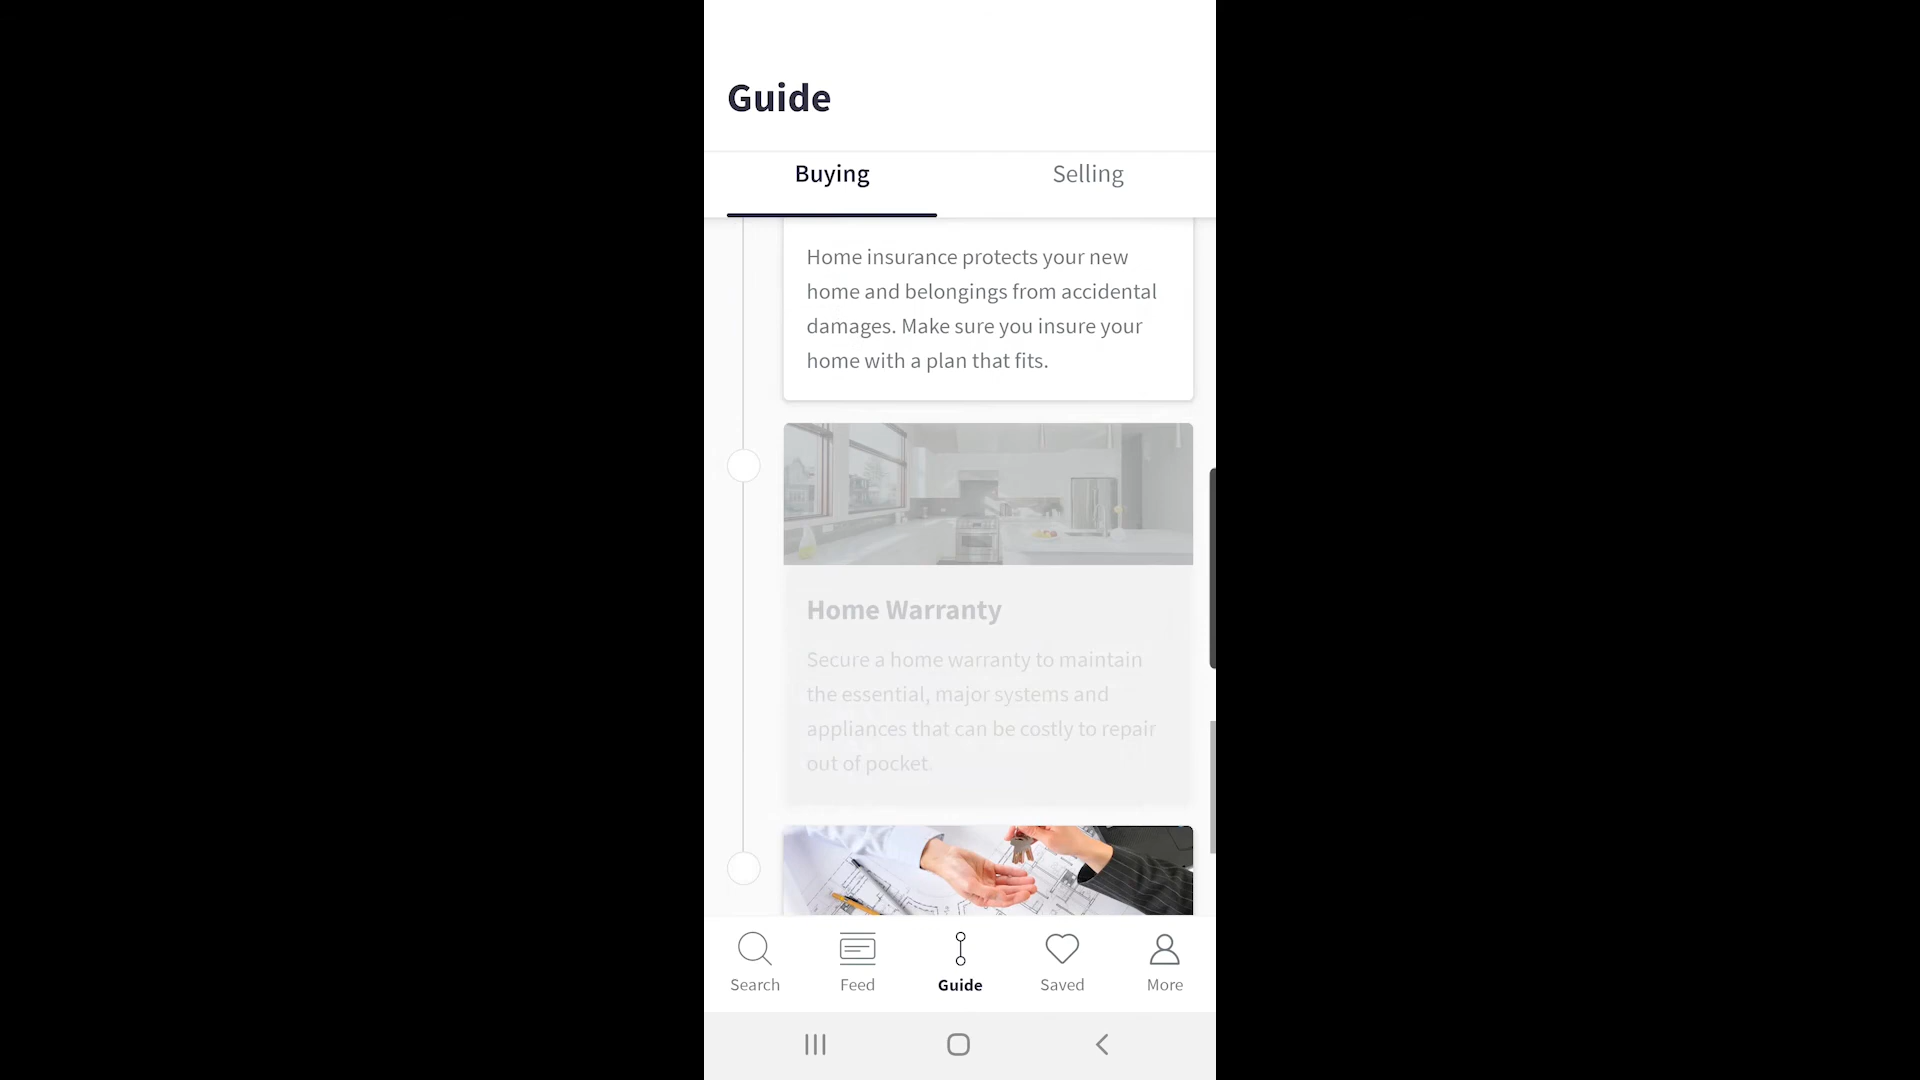 Guide
Buying
Selling
Home insurance protects your new
home and belongings from accidental
damages. Make sure you insure your
home with a plan that fits.
Home Warranty
Secure a home warranty to maintain
the essential, major systems and
appliances that can be costly to repair
out of pocket.
Search
Feed
Guide
Saved
More